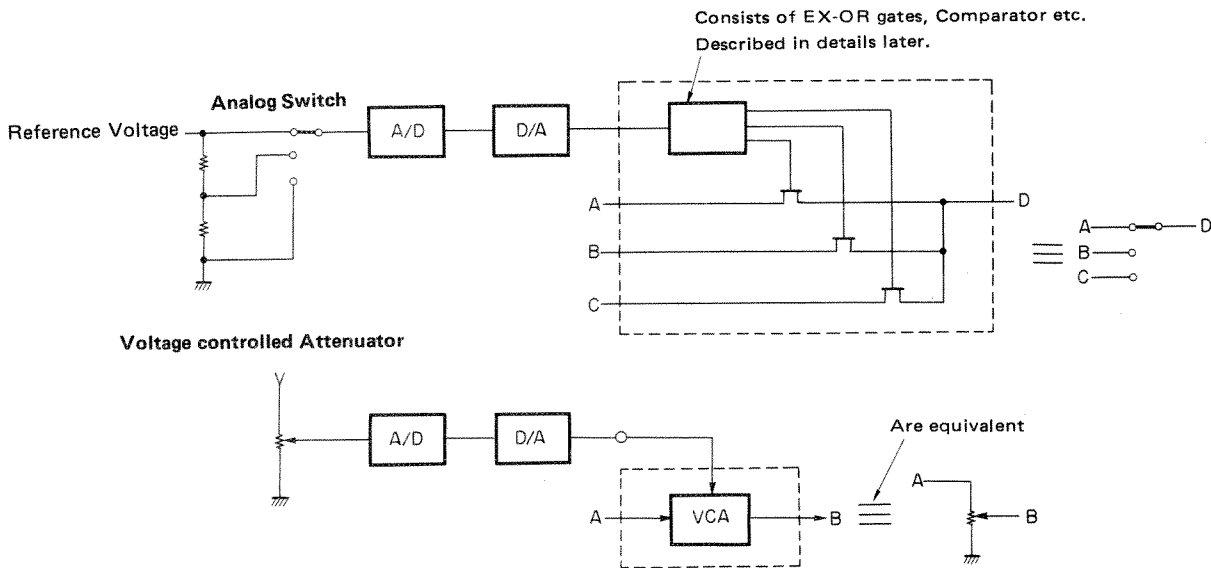 Consists of EX-OR gates, Comparator etc.
Described in details later.
Analog Switch
Reference Voltage
A/D
D/A
A
D
B
C
A
D
B
C
Voltage controlled Attenuator
V
A/D
D/A
Are equivalent
A
VCA
B
A
B